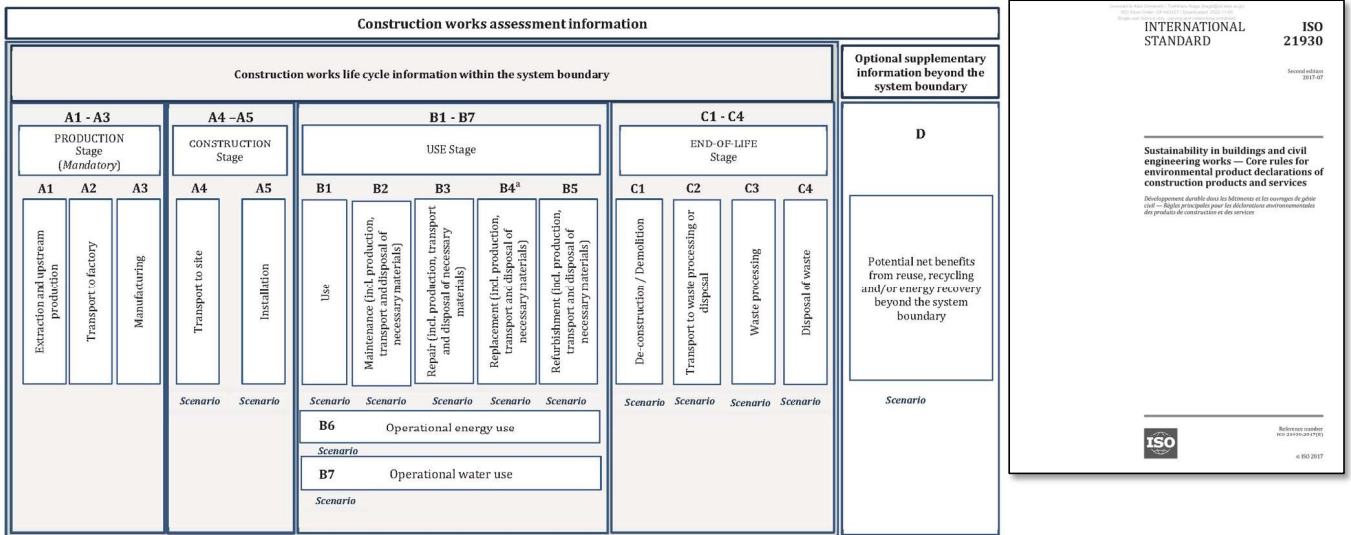 Construction works assessment information
Construction works life cycle information within the system boundary
Optional supplementary
information beyond the
system boundary
A1 - A3
PRODUCTION
Stage
(Mandatory)
A4 –A5
CONSTRUCTION
Stage
B1 - B7
USE Stage
C1 - C4
END-OF-LIFE
Stage
D
A1
A2
A3
A4
A5
B1
B2
B3
B4a
B5
C1
C2
C3
C4
Extraction and upstream
production
Transport to factory
Manufacturing
Transport to site
Installation
Use
Maintenance (incl. production,
transport and disposal of
necessary materials)
Repair (incl. production, transport
and disposal of necessary
materials)
Replacement (incl. production,
transport and disposal of
necessary materials)
Refurbishment (incl. production,
transport and disposal of
necessary materials)
De-construction / Demolition
Transport to waste processing or
disposal
Waste processing
Disposal of waste
Potential net benefits
from reuse, recycling
and/or energy recovery
beyond the system
boundary
Scenario
Scenario
Scenario
Scenario
Scenario
Scenario
Scenario
Scenario
Scenario
Scenario
Scenario
Scenario
B6 Operational energy use
Scenario
B7 Operational water use
Scenario
INTERNATIONAL
STANDARD
ISO
21930
Second edition
2017-07
Sustainability in buildings and civil
engineering works — Core rules for
environmental product declarations of
construction products and services
Développement durable dans les bâtiments et les ouvrages de génie
civil — Règles principales pour les déclarations environnementales
des produits de construction et des services
ISO
Reference number
ISO 21930:2017(E)
© ISO 2017